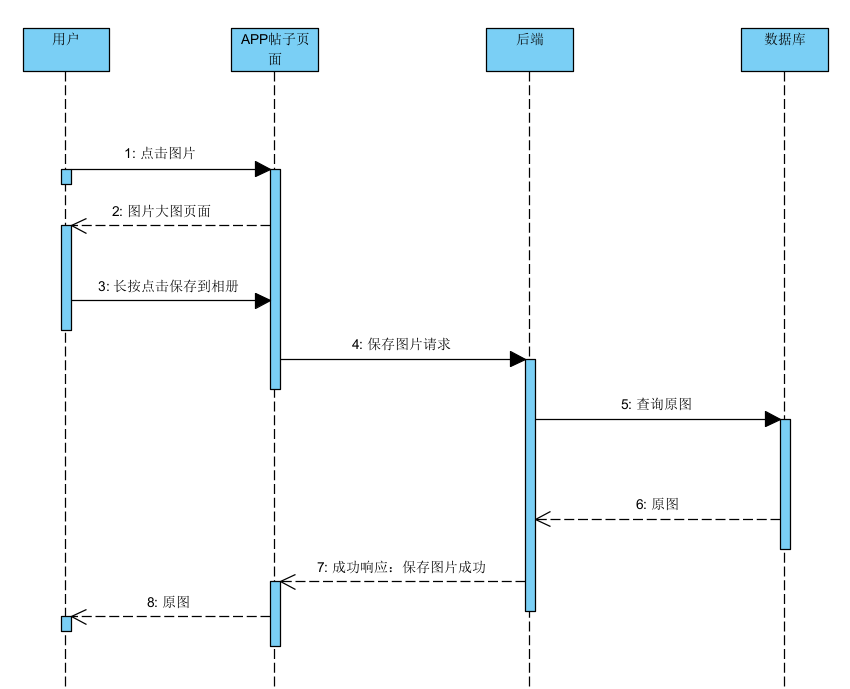 用户
APP帖子页
面
后端
数据库
1: 点击图片
2: 图片大图页面
3: 长按点击保存到相册
4: 保存图片请求
5: 查询原图
6: 原图
7: 成功响应：保存图片成功
8: 原图